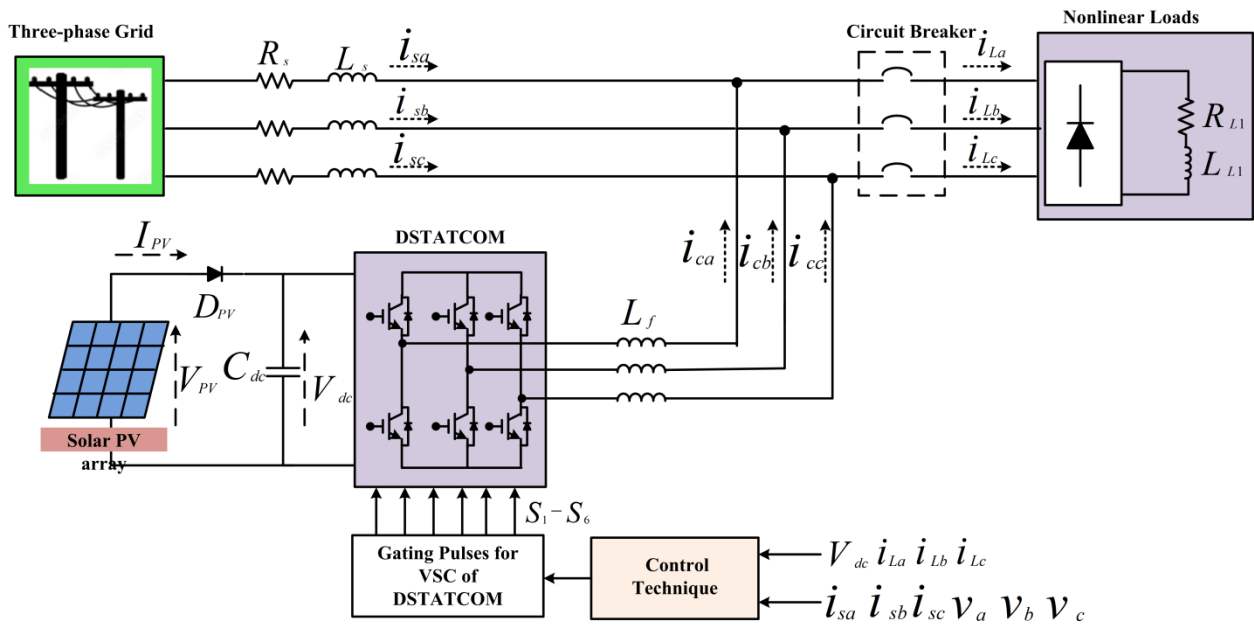 Three-phase Grid
R s
L s
i sa
Circuit Breaker
i La
Nonlinear Loads
i sb
i Lb
R L1
i sc
i Lc
L L1
I PV
DSTATCOM
i ca
i cb
i cc
D PV
L f
V PV
C dc
V dc
Solar PV
array
S 1 - S 6
Gating Pulses for
VSC of
DSTATCOM
Control
Technique
V dc i La i Lb i Lc
i sa i sb i sc v a v b v c